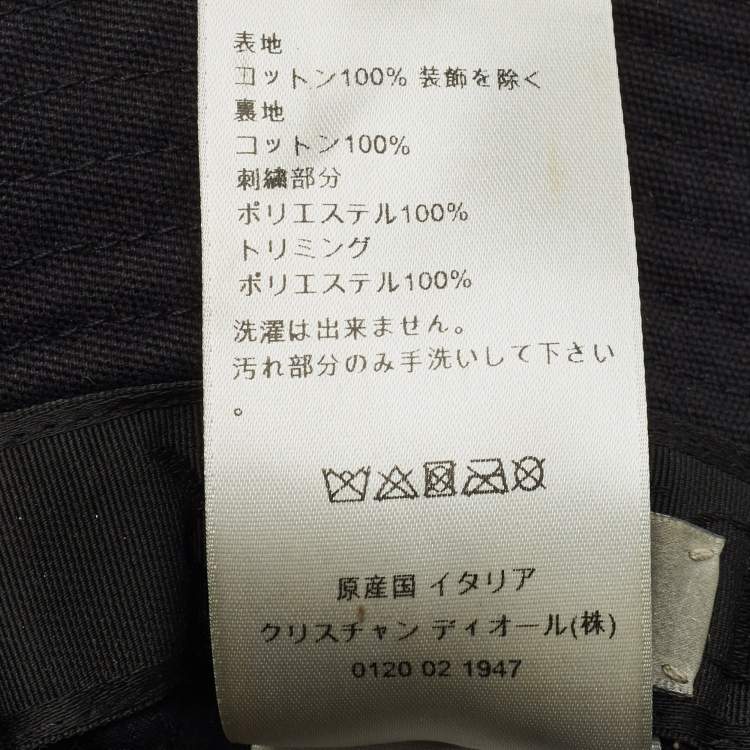 表地
コットン100% 装飾を除く
裏地
コットン100%
刺繍部分
ポリエステル100%
トリミング
ポリエステル100%
洗濯は出来ません。
汚れ部分のみ手洗いして下さい
。
原産国 イタリア
クリスチャン ディオール(株)
0120 02 1947